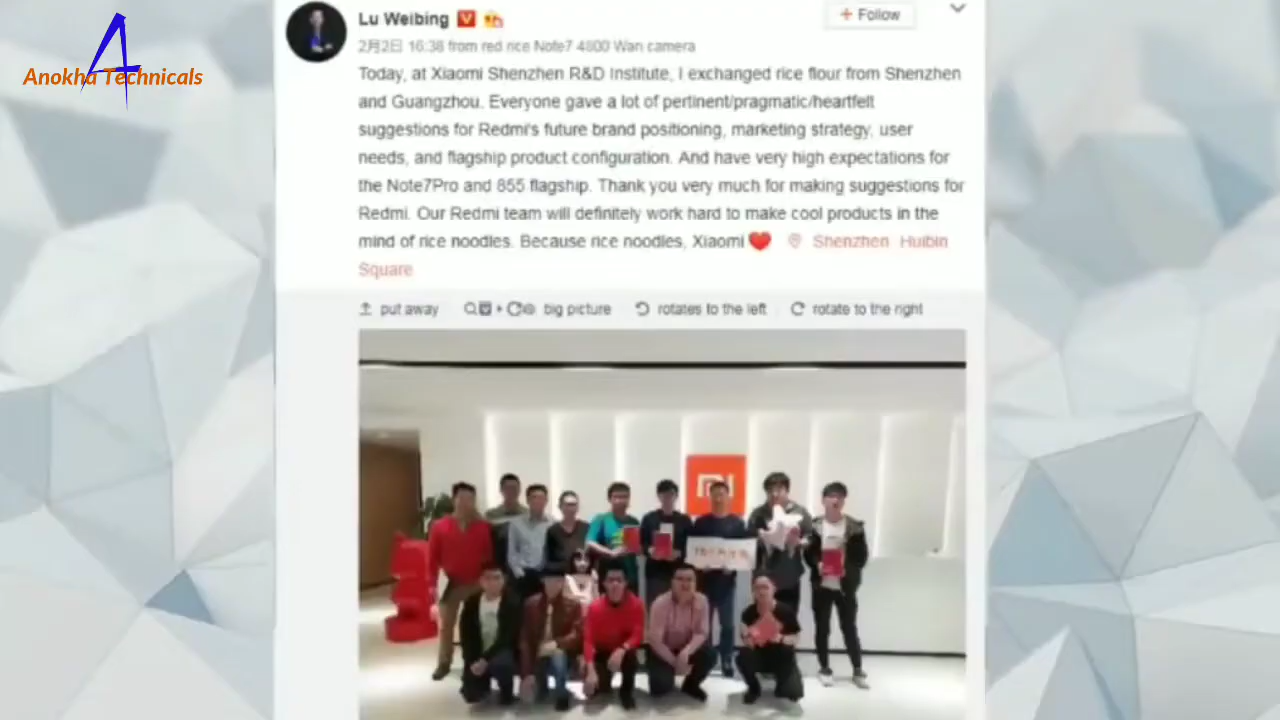 A
Anokha Technicals
Lu Weibing V
+ Follow
2月2日 16:38 from red rice Note7 4800 Wan camera
Today, at Xiaomi Shenzhen R&D Institute, I exchanged rice flour from Shenzhen
and Guangzhou. Everyone gave a lot of pertinent/pragmatic/heartfelt
suggestions for Redmi's future brand positioning, marketing strategy, user
needs, and flagship product configuration. And have very high expectations for
the Note7Pro and 855 flagship. Thank you very much for making suggestions for
Redmi. Our Redmi team will definitely work hard to make cool products in the
mind of rice noodles. Because rice noodles, Xiaomi ❤ Shenzhen Huibin
Square
put away big picture rotates to the left rotate to the right
mi